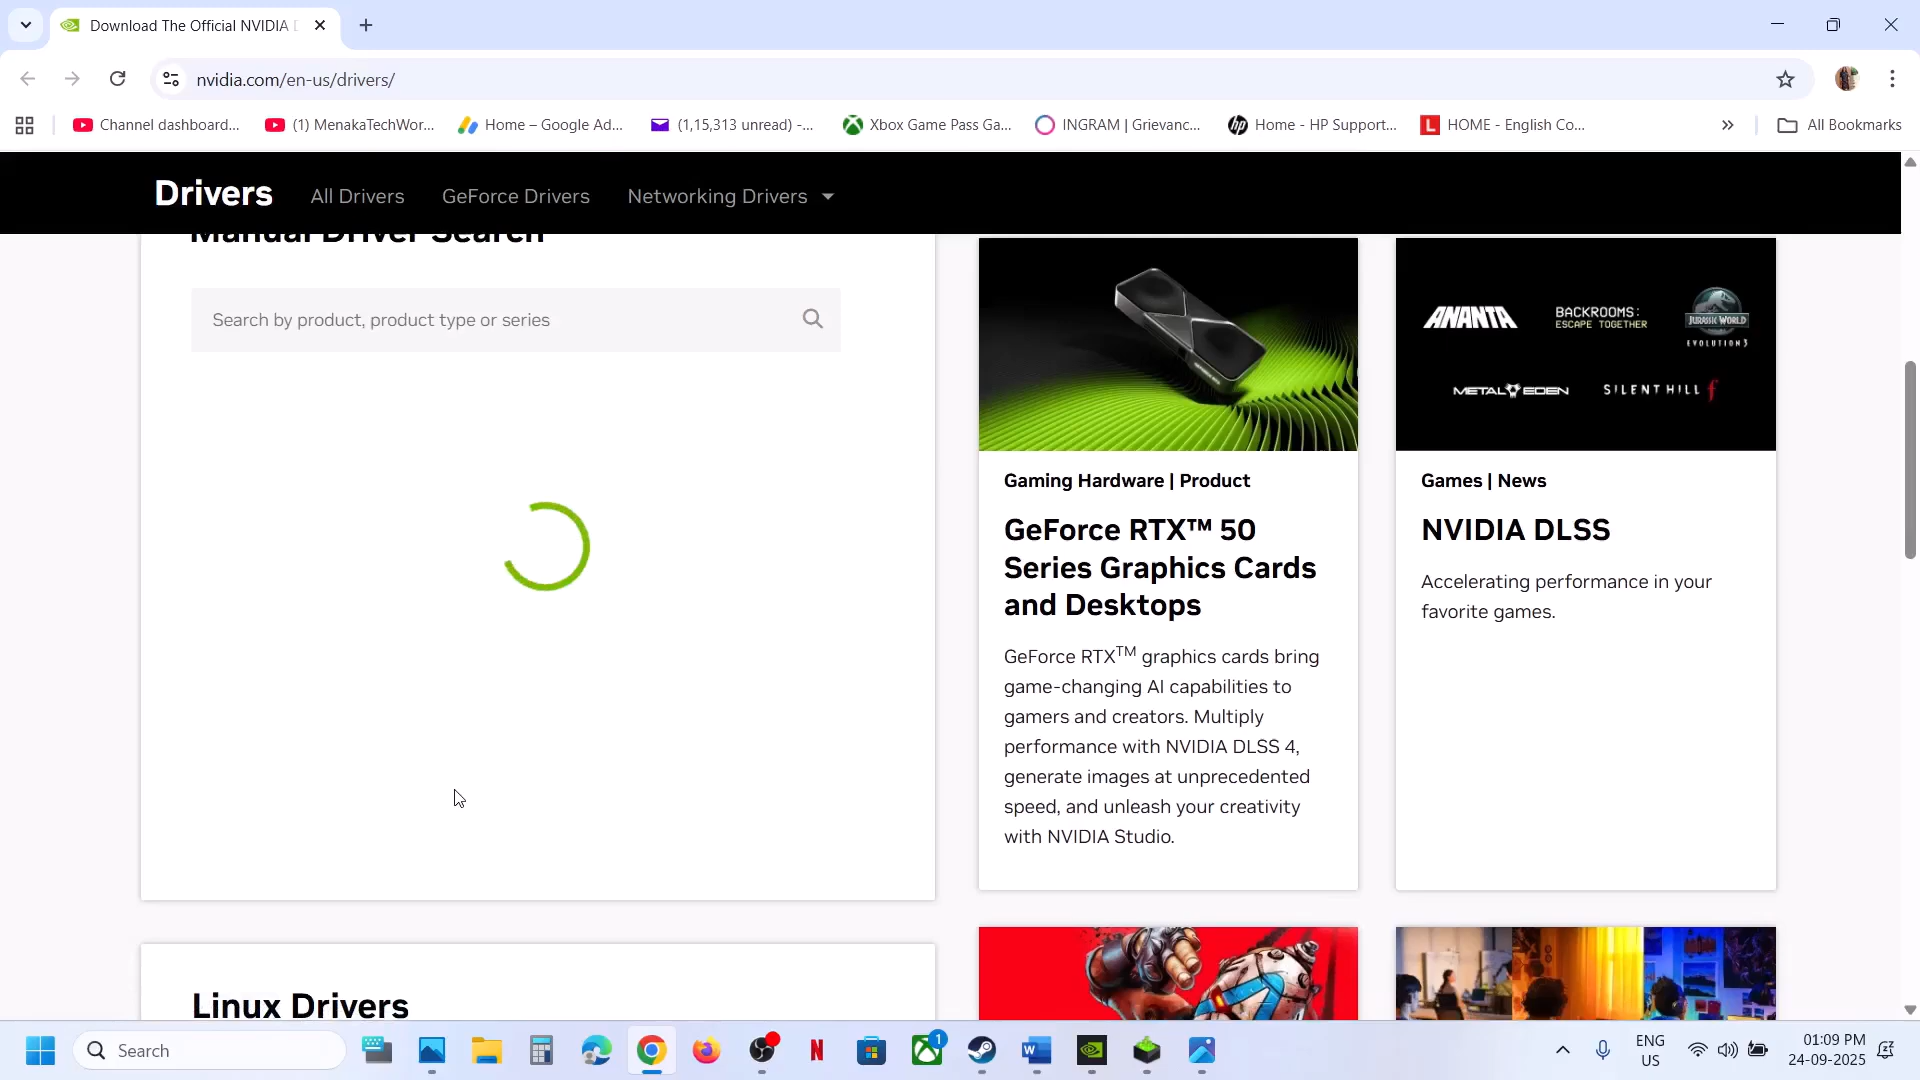 Download The Official NVIDIA D
nvidia.com/en-us/drivers/
Channel dashboard...
(1) MenakaTechWor...
Home – Google Ad...
(1,15,313 unread) -...
Xbox Game Pass Ga...
INGRAM | Grievanc...
Home - HP Support...
HOME - English Co...
All Bookmarks
Drivers
All Drivers
GeForce Drivers
Networking Drivers
Manual Driver Search
Search by product, product type or series
ANANTA
BACKROOMS:
ESCAPE TOGETHER
JURASSIC WORLD
EVOLUTION 3
METAL EDEN
SILENT HILL f
Gaming Hardware | Product
GeForce RTX™ 50
Series Graphics Cards
and Desktops
GeForce RTXTM graphics cards bring
game-changing AI capabilities to
gamers and creators. Multiply
performance with NVIDIA DLSS 4,
generate images at unprecedented
speed, and unleash your creativity
with NVIDIA Studio.
Games | News
NVIDIA DLSS
Accelerating performance in your
favorite games.
Linux Drivers
Search
1
ENG
US
01:09 PM
24-09-2025